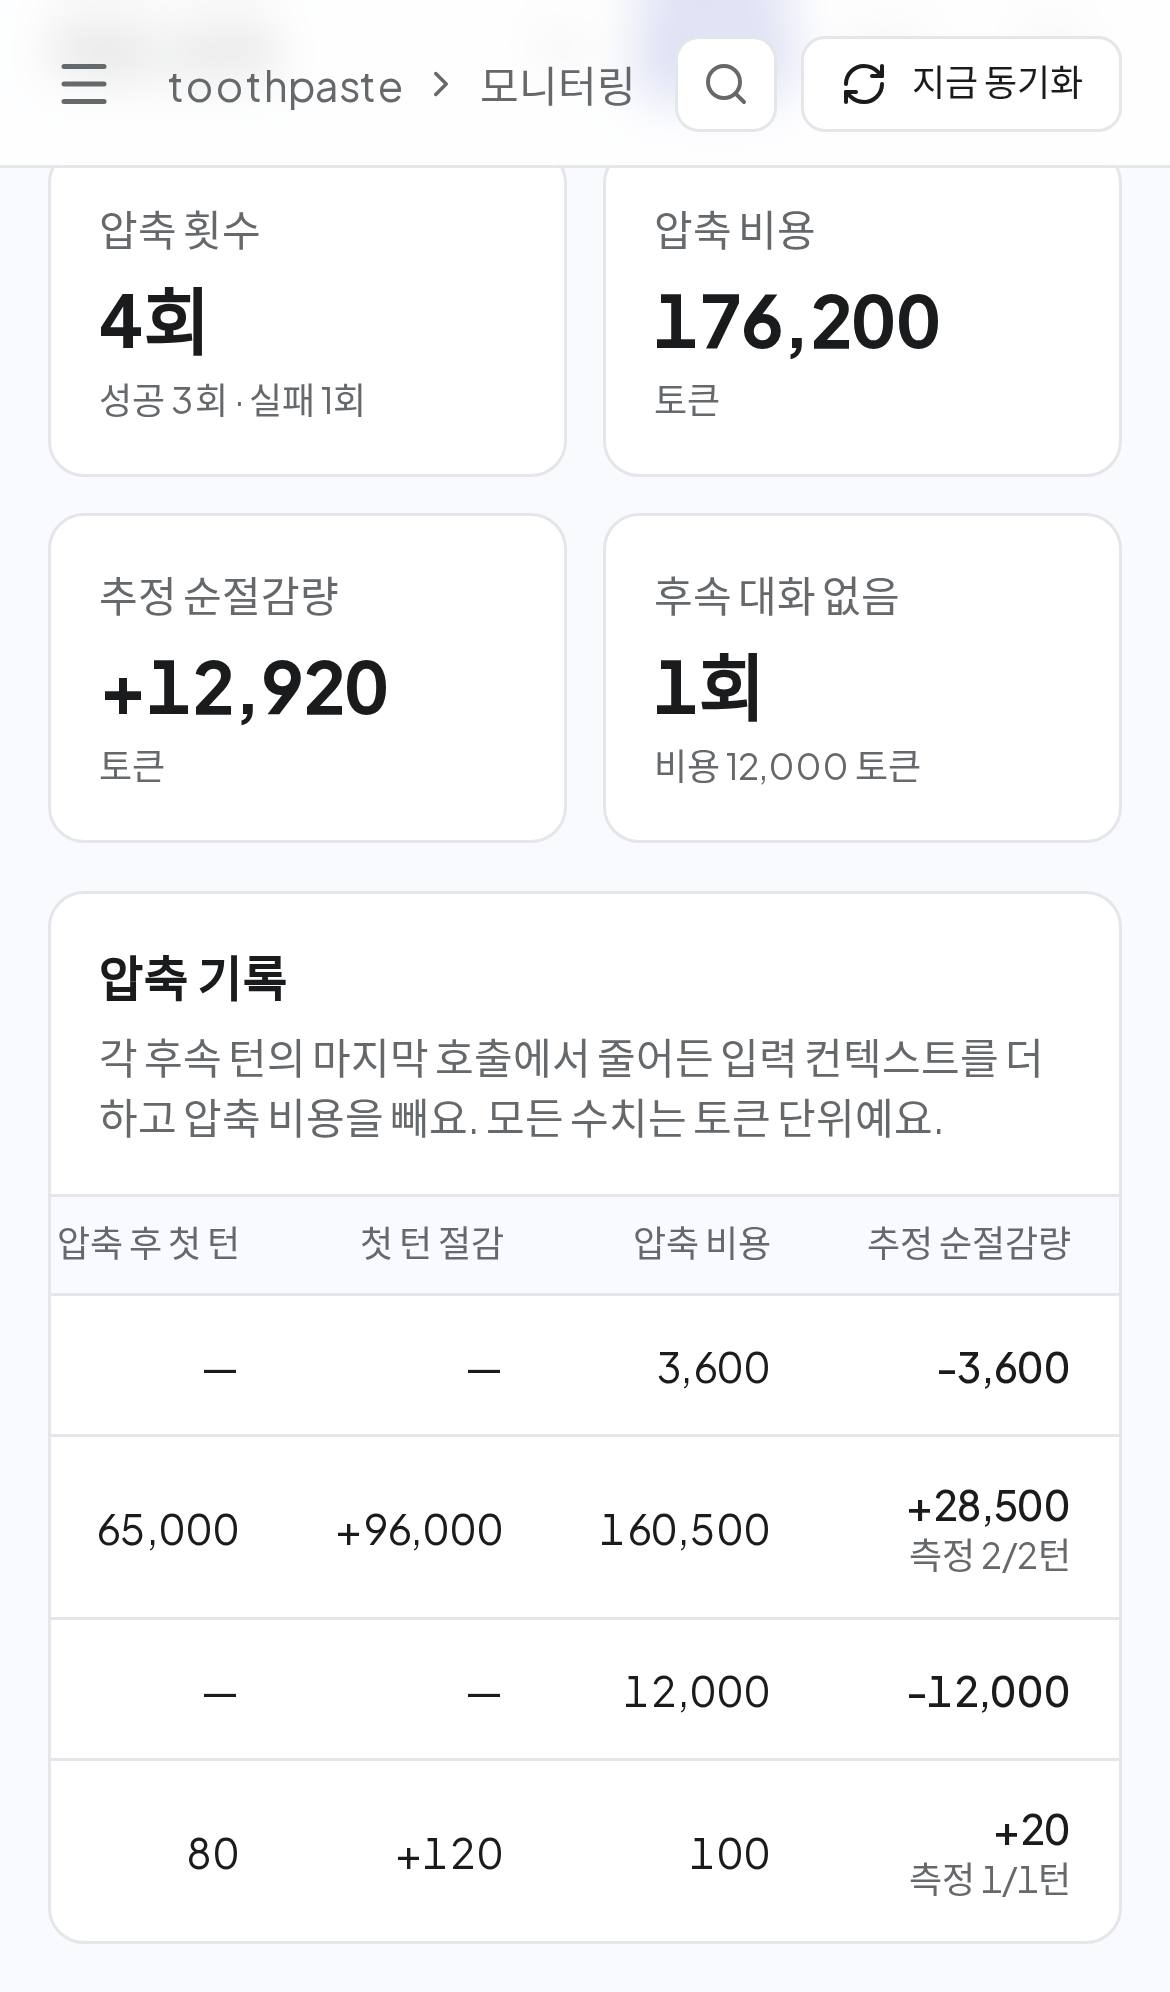 toothpaste > 모니터링
지금 동기화
압축 횟수
4회
성공 3회 · 실패 1회
압축 비용
176,200
토큰
추정 순절감량
+12,920
토큰
후속 대화 없음
1회
비용 12,000 토큰
압축 기록
각 후속 턴의 마지막 호출에서 줄어든 입력 컨텍스트를 더
하고 압축 비용을 빼요. 모든 수치는 토큰 단위예요.
압축 후 첫 턴 첫 턴 절감 압축 비용 추정 순절감량
— — 3,600 -3,600
65,000 +96,000 160,500 +28,500
측정 2/2턴
— — 12,000 -12,000
80 +120 100 +20
측정 1/1턴